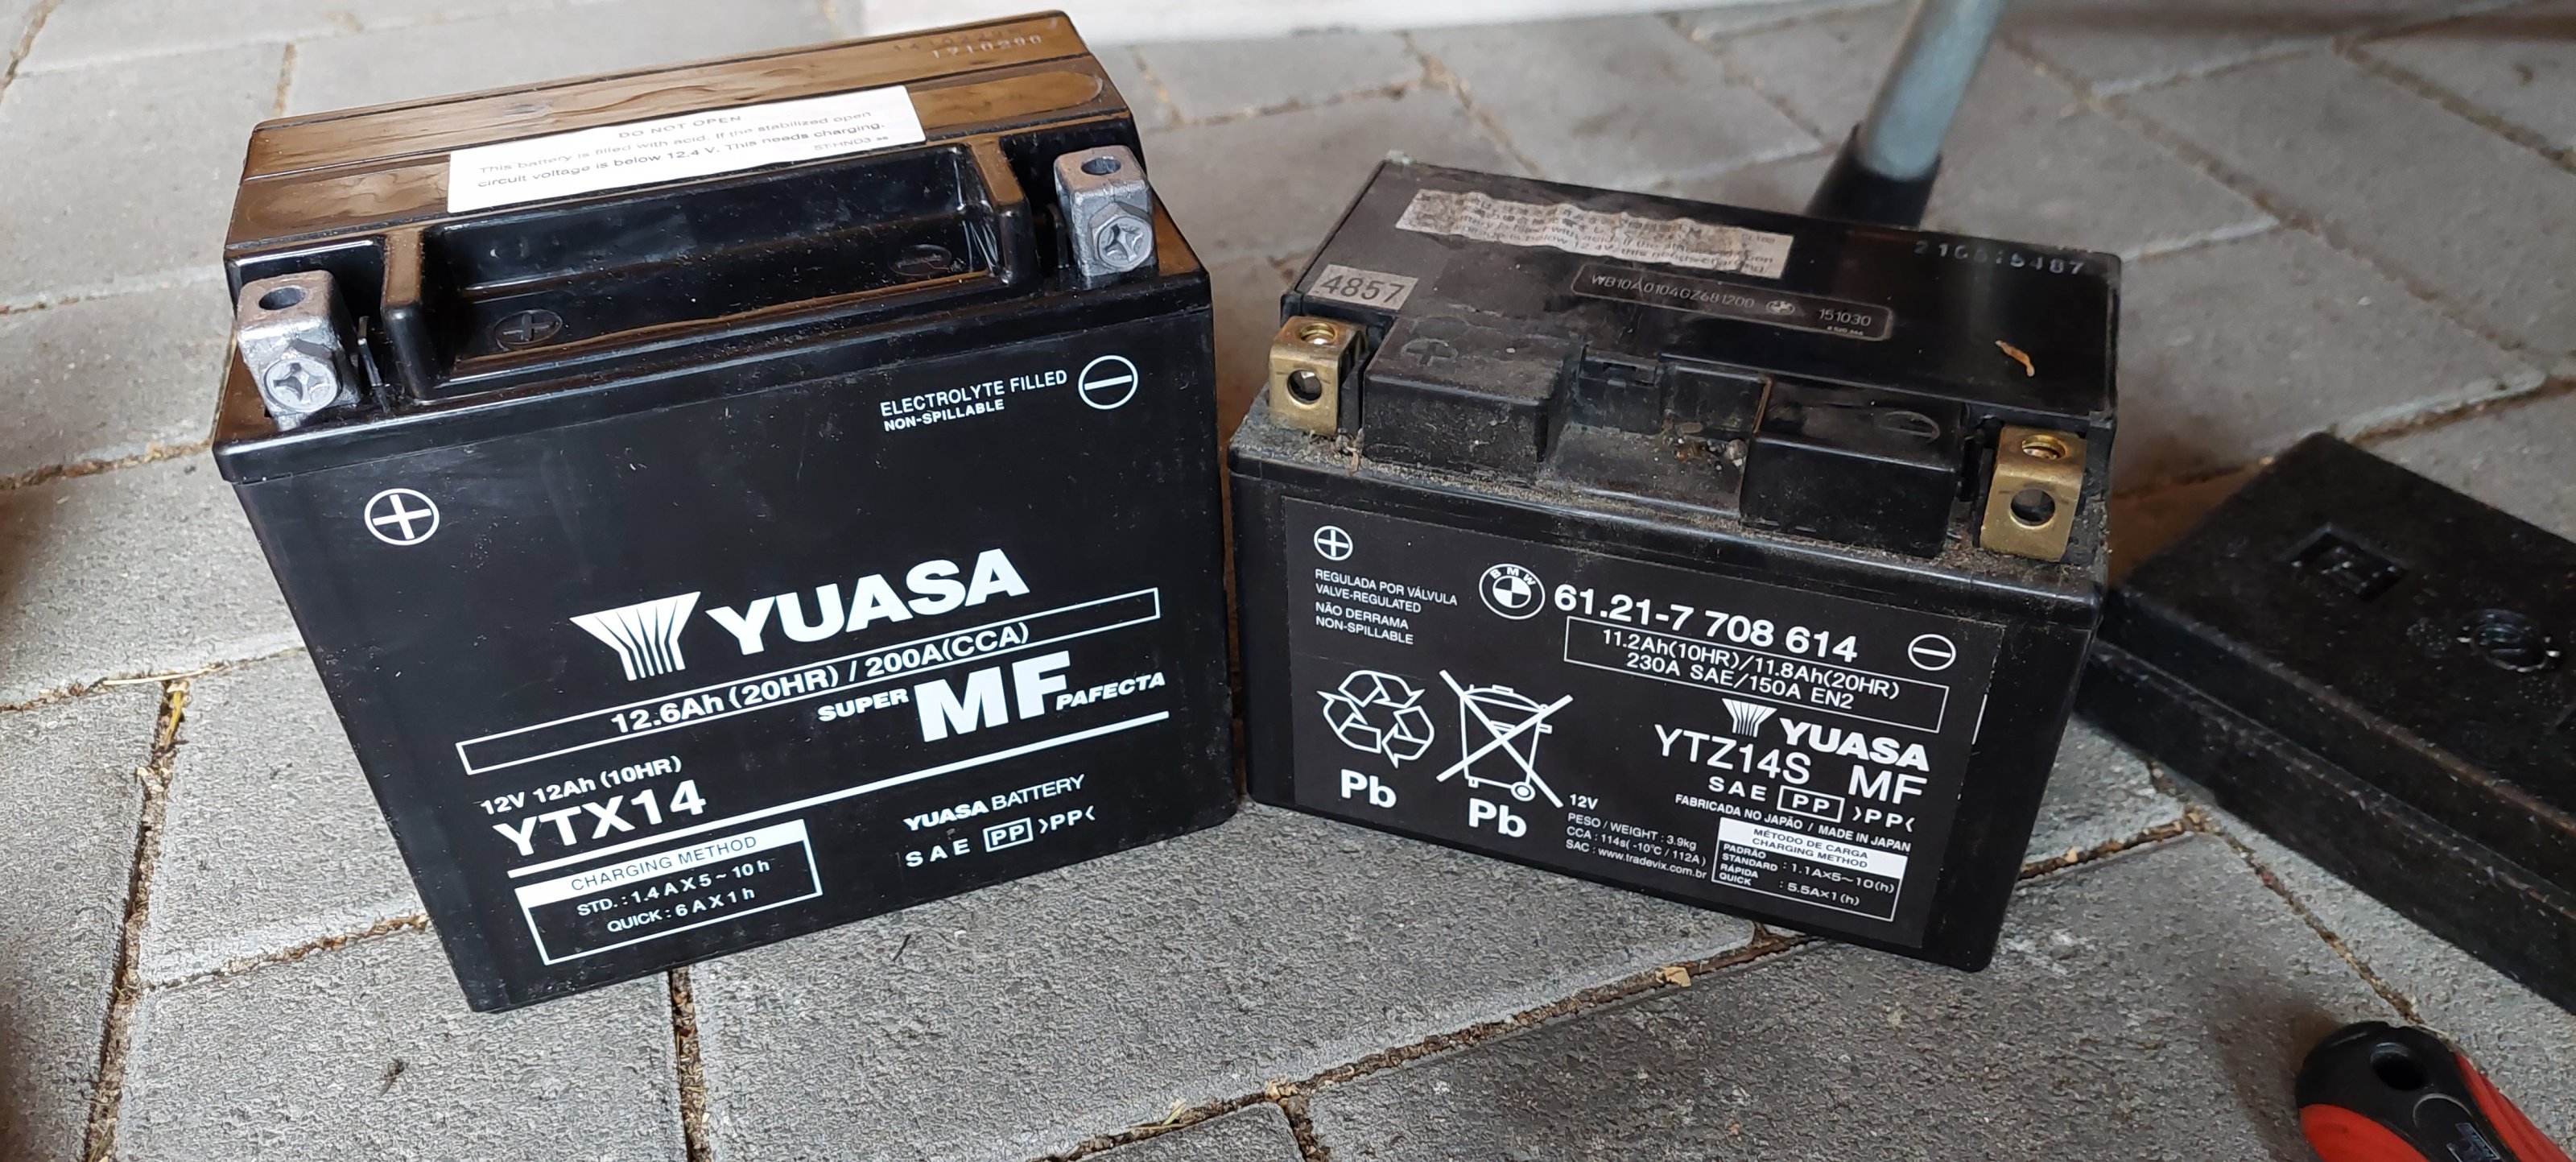 1910290
DO NOT OPEN
This battery is filled with acid. If the stabilized open
circuit voltage is below 12.4 V. This needs charging.
ELECTROLYTE FILLED
NON-SPILLABLE
YUASA
12.6Ah (20HR) / 200A(CCA)
SUPER MF PAFECTA
12V 12Ah (10HR)
YTX14
CHARGING METHOD
STD. : 1.4 A X 5 ~ 10 h
QUICK : 6 A X 1 h
YUASA BATTERY
SAE PP >PP<
4857
151030
REGULADA POR VÁLVULA
VALVE-REGULATED
NÃO DERRAMA
NON-SPILLABLE
BMW
61.21-7 708 614
11.2Ah(10HR)/11.8Ah(20HR)
230A SAE/150A EN2
YUASA
YTZ14S MF
SAE PP >PP<
FABRICADA NO JAPÃO / MADE IN JAPAN
Pb
Pb
12V
PESO / WEIGHT : 3.9kg
CCA : 114s( -10°C / 112A )
SAC : www.tradevix.com.br
MÉTODO DE CARGA
CHARGING METHOD
PADRÃO
STANDARD : 1.1A×5~10(h)
RÁPIDA
QUICK : 5.5A×1(h)